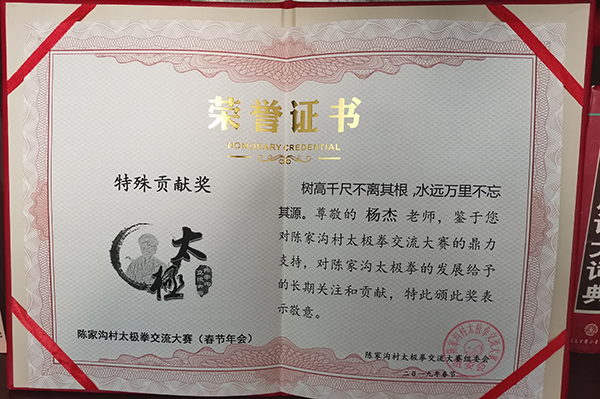 荣誉证书
HONORARY CREDENTIAL
特殊贡献奖
太極
陈家沟村太极拳交流大赛（春节年会）
树高千尺不离其根，水远万里不忘
其源。尊敬的 杨杰 老师，鉴于您
对陈家沟村太极拳交流大赛的鼎力
支持，对陈家沟太极拳的发展给予
的长期关注和贡献，特此颁此奖表
示敬意。
陈家沟村太极拳交流大赛组委会
二〇一九年春节
大词典